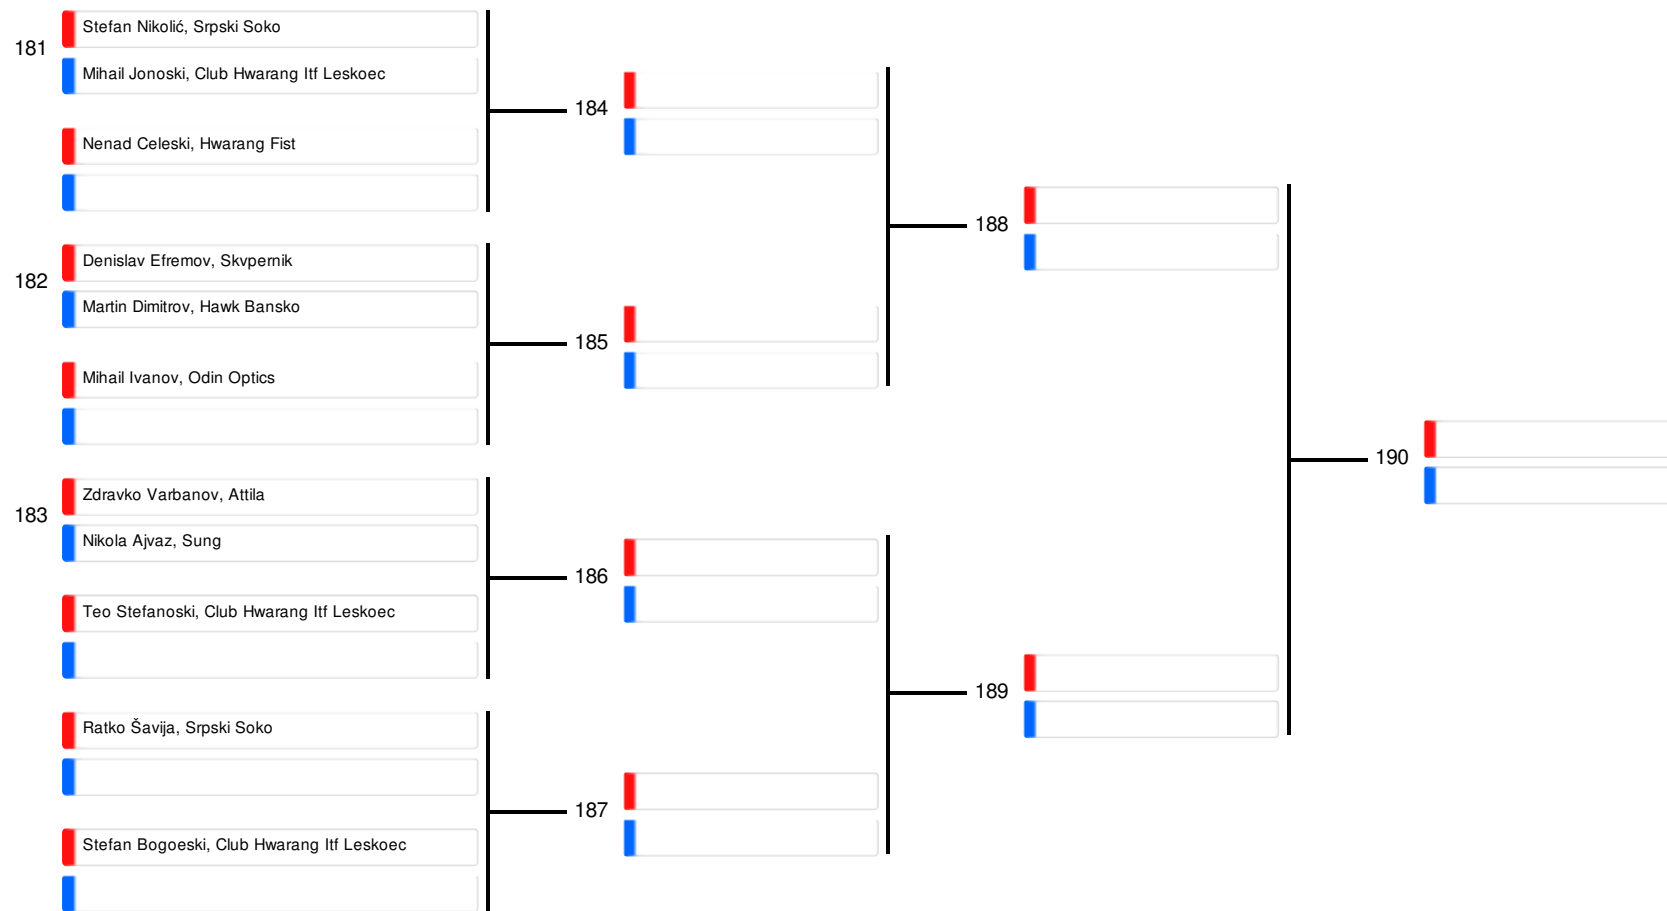 181
Stefan Nikolić, Srpski Soko
Mihail Jonoski, Club Hwarang Itf Leskoec
Nenad Celeski, Hwarang Fist
182
Denislav Efremov, Skvpernik
Martin Dimitrov, Hawk Bansko
Mihail Ivanov, Odin Optics
183
Zdravko Varbanov, Attila
Nikola Ajvaz, Sung
Teo Stefanoski, Club Hwarang Itf Leskoec
Ratko Šavija, Srpski Soko
Stefan Bogoeski, Club Hwarang Itf Leskoec
184
185
186
187
188
189
190